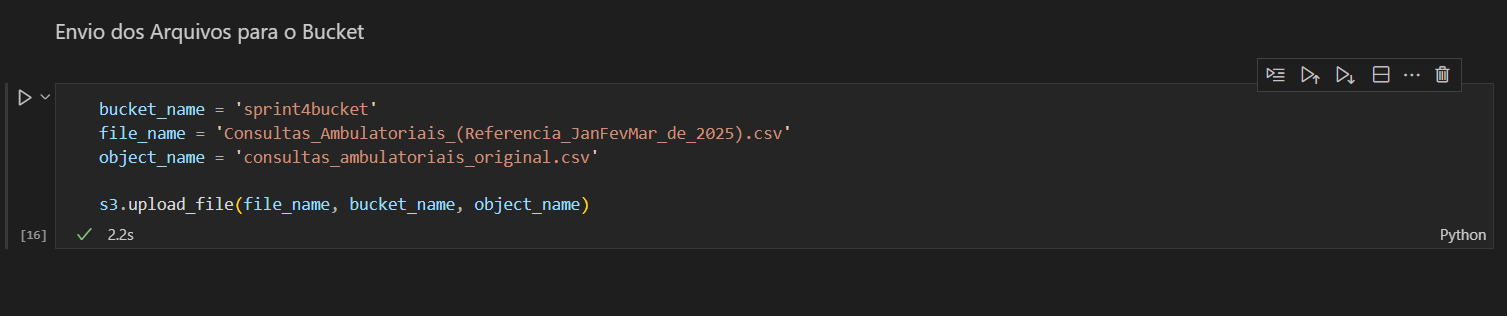 Envio dos Arquivos para o Bucket
bucket_name = 'sprint4bucket'
file_name = 'Consultas_Ambulatoriais_(Referencia_JanFevMar_de_2025).csv'
object_name = 'consultas_ambulatoriais_original.csv'
s3.upload_file(file_name, bucket_name, object_name)
[16]
2.2s
Python